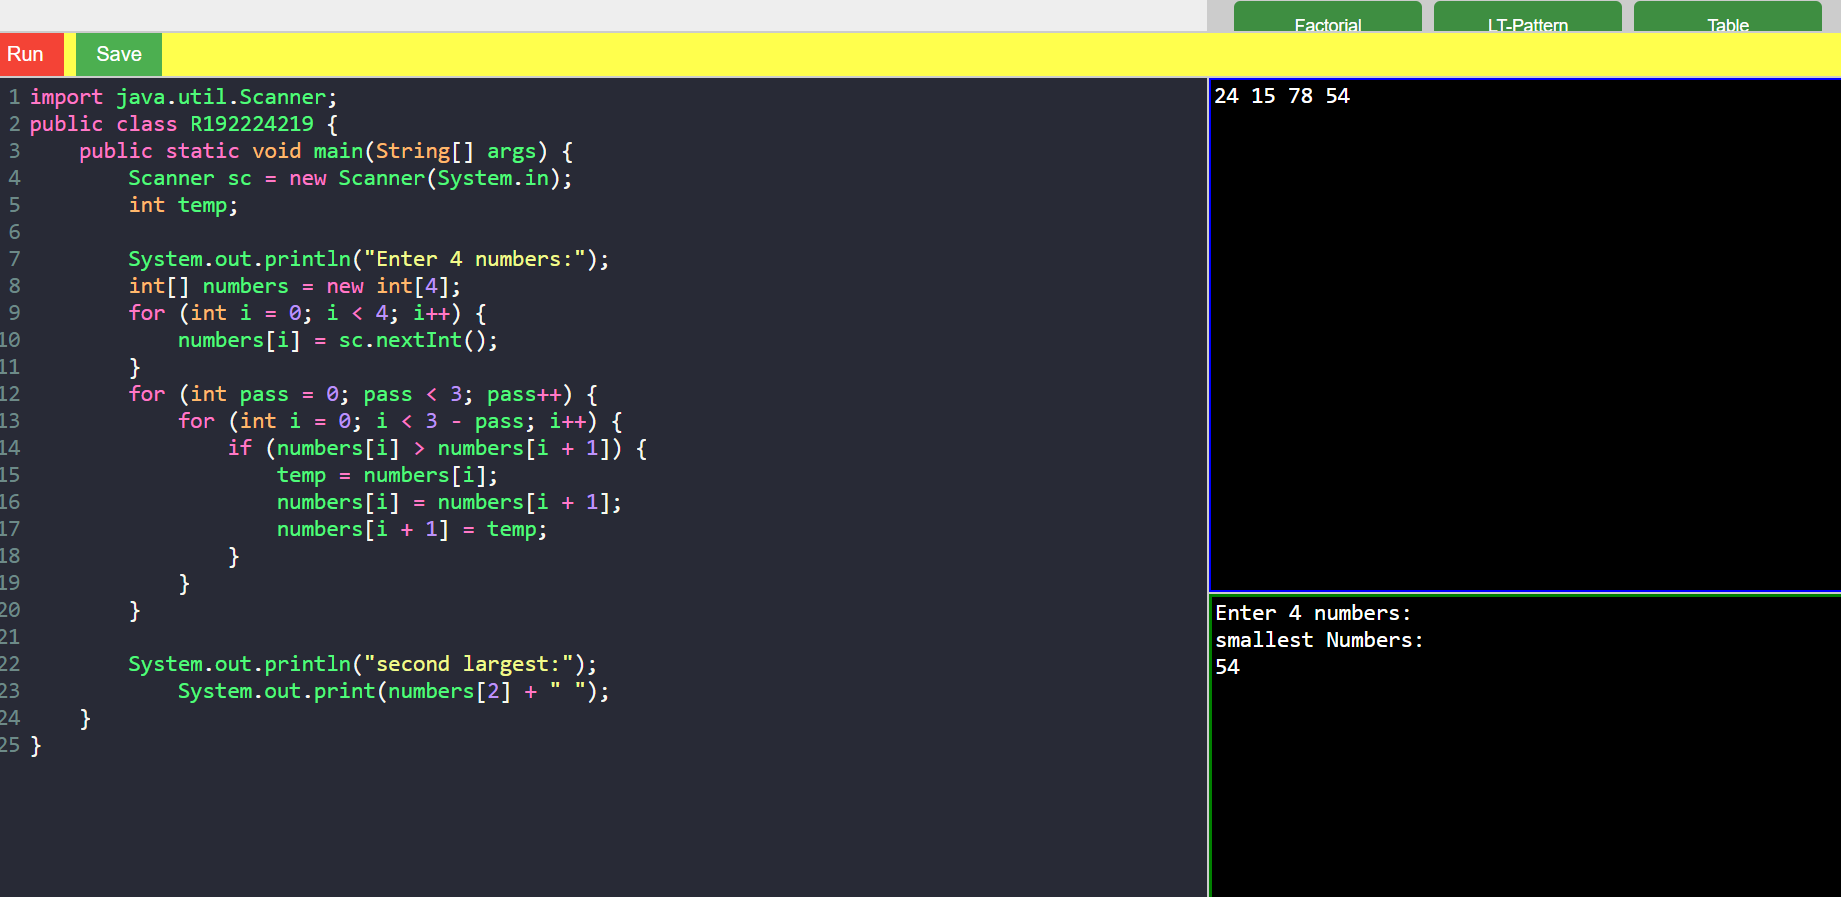 Factorial LT-Pattern Table
Run Save
1 import java.util.Scanner;
2 public class R192224219 {
3     public static void main(String[] args) {
4         Scanner sc = new Scanner(System.in);
5         int temp;
6
7         System.out.println("Enter 4 numbers:");
8         int[] numbers = new int[4];
9         for (int i = 0; i < 4; i++) {
10             numbers[i] = sc.nextInt();
11         }
12         for (int pass = 0; pass < 3; pass++) {
13             for (int i = 0; i < 3 - pass; i++) {
14                 if (numbers[i] > numbers[i + 1]) {
15                     temp = numbers[i];
16                     numbers[i] = numbers[i + 1];
17                     numbers[i + 1] = temp;
18                 }
19             }
20         }
21
22         System.out.println("second largest:");
23             System.out.print(numbers[2] + " ");
24     }
25 }
24 15 78 54
Enter 4 numbers:
smallest Numbers:
54